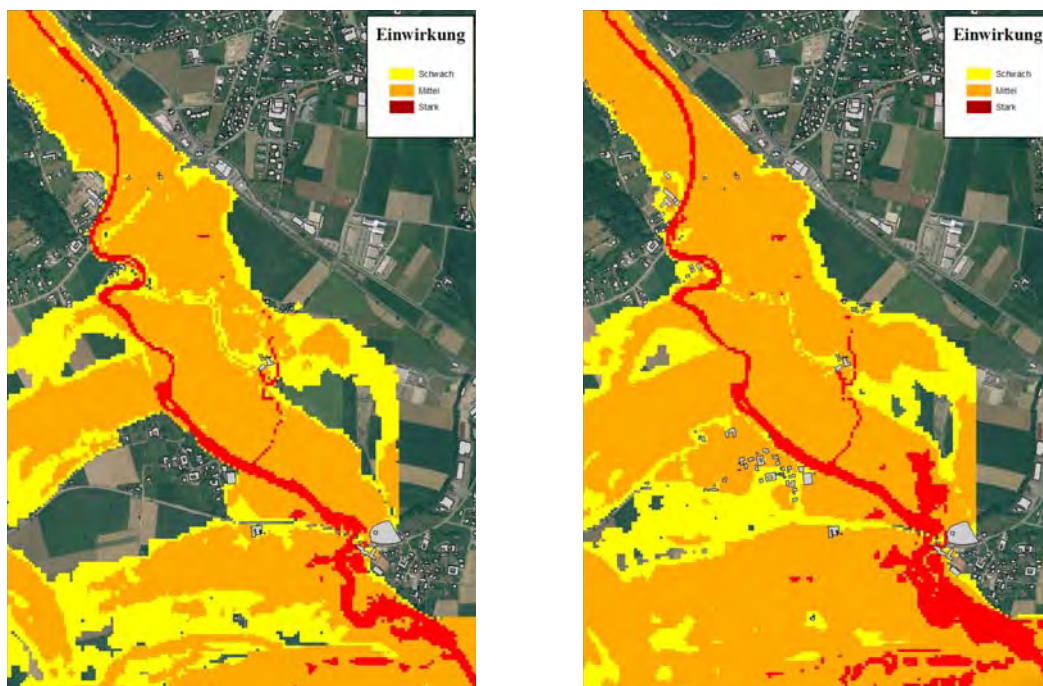 Einwirkung
Schwach
Mittel
Stark
Einwirkung
Schwach
Mittel
Stark